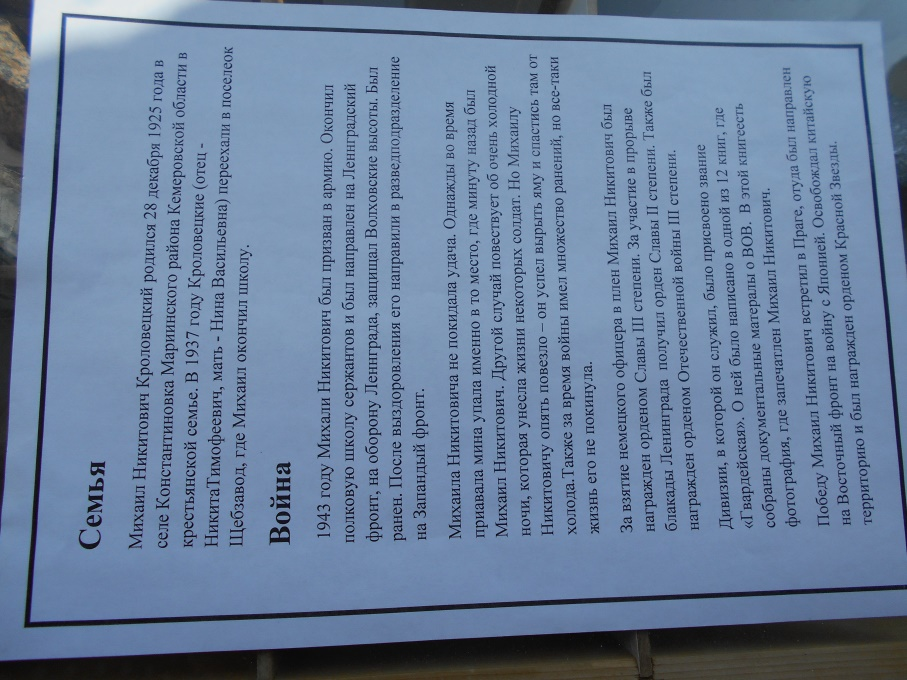 Семья
Михаил Никитович Кроловецкий родился 28 декабря 1925 года в
селе Константиновка Мариинского района Кемеровской области в
крестьянской семье. В 1937 году Кроловецкие (отец -
НикитаТимофеевич, мать - Нина Васильевна) переехали в поселеок
Щебзавод, где Михаил окончил школу.
Война
1943 году Михали Никитович был призван в армию. Окончил
полковую школу сержантов и был направлен на Леннградский
фронт, на оборону Ленинграда, защищал Волховские высоты. Был
ранен. После выздоровления его направили в разведподразделение
на Запандый фронт.
Михаила Никитовича не покидала удача. Однажды во время
привала мина упала именно в то место, где минуту назад был
Михаил Никитович. Другой случай повествует об очень холодной
ночи, которая унесла жизни некоторых солдат. Но Михаилу
Никитовичу опять повезло – он успел вырыть яму и спастись там от
холода.Также за время войны имел множество ранений, но все-таки
жизнь его не покинула.
За взятие немецкого офицера в плен Михаил Никитович был
награжден орденом Славы III степени. За участие в прорыве
блакады Ленинграда получил орден Славы II степени. Также был
награжден орденом Отечественной войны III степени.
Дивизии, в которой он служил, было присвоено звание
«Гвардейская». О ней было написано в одной из 12 книг, где
собраны документальные матералы о ВОВ. В этой книгеесть
фотография, где запечатлен Михаил Никитович.
Победу Михаил Никитович встретил в Праге, отуда был направлен
на Восточный фронт на войну с Японией. Освобождал китайскую
территорию и был награжден орденом Красной Звезды.